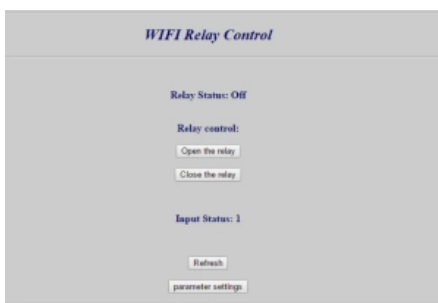 WIFI Relay Control
Relay Status: Off
Relay control:
Open the relay
Close the relay
Input Status: 1
Refresh
parameter settings